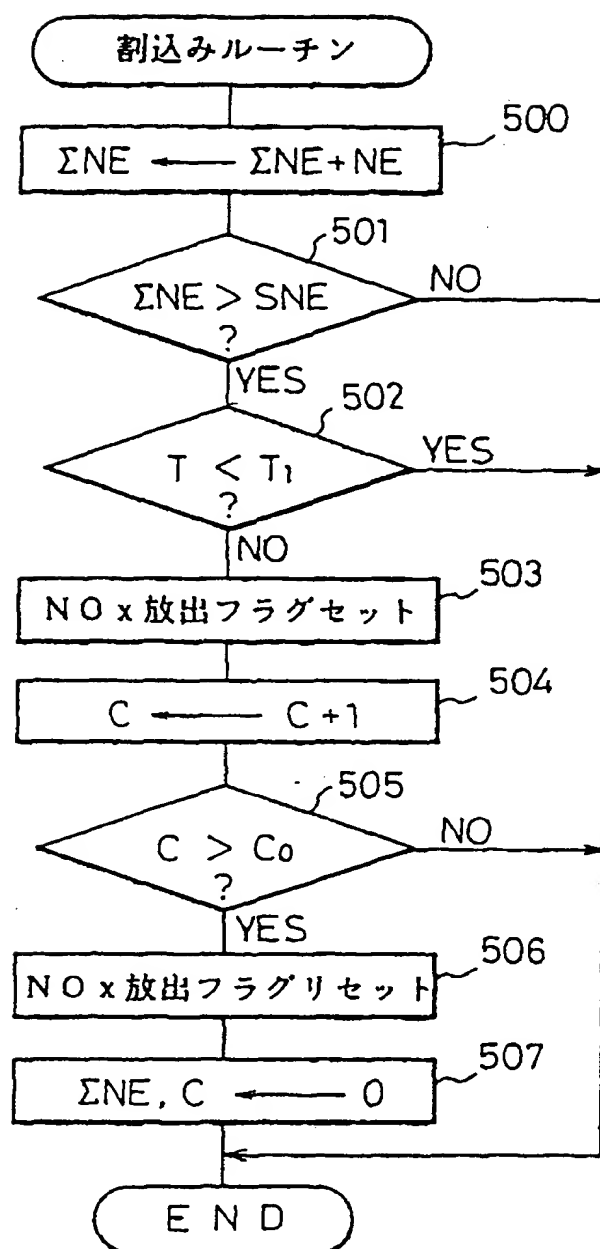 割込みルーチン
500
ΣNE ← ΣNE+NE
501
ΣNE > SNE
?
NO
YES
502
T < T1
?
YES
NO
503
NOx放出フラグセット
504
C ← C+1
505
C > C0
?
NO
YES
506
NOx放出フラグリセット
507
ΣNE, C ← 0
END